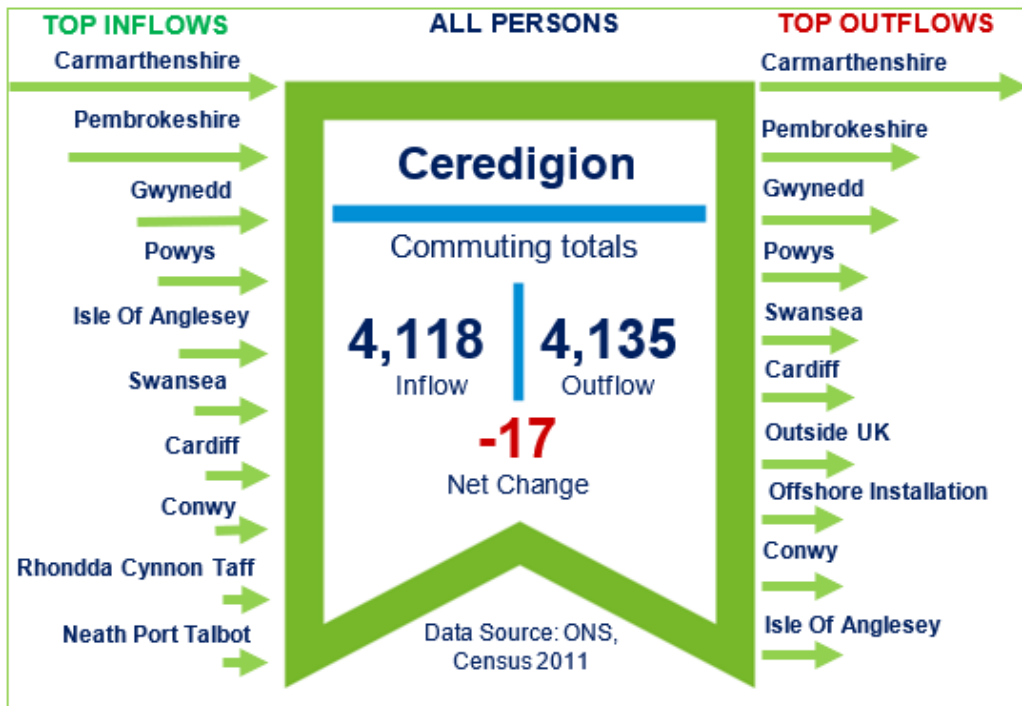 TOP INFLOWS
Carmarthenshire
Pembrokeshire
Gwynedd
Powys
Isle Of Anglesey
Swansea
Cardiff
Conwy
Rhondda Cynnon Taff
Neath Port Talbot
ALL PERSONS
Ceredigion
Commuting totals
4,118
Inflow
4,135
Outflow
-17
Net Change
Data Source: ONS,
Census 2011
TOP OUTFLOWS
Carmarthenshire
Pembrokeshire
Gwynedd
Powys
Swansea
Cardiff
Outside UK
Offshore Installation
Conwy
Isle Of Anglesey